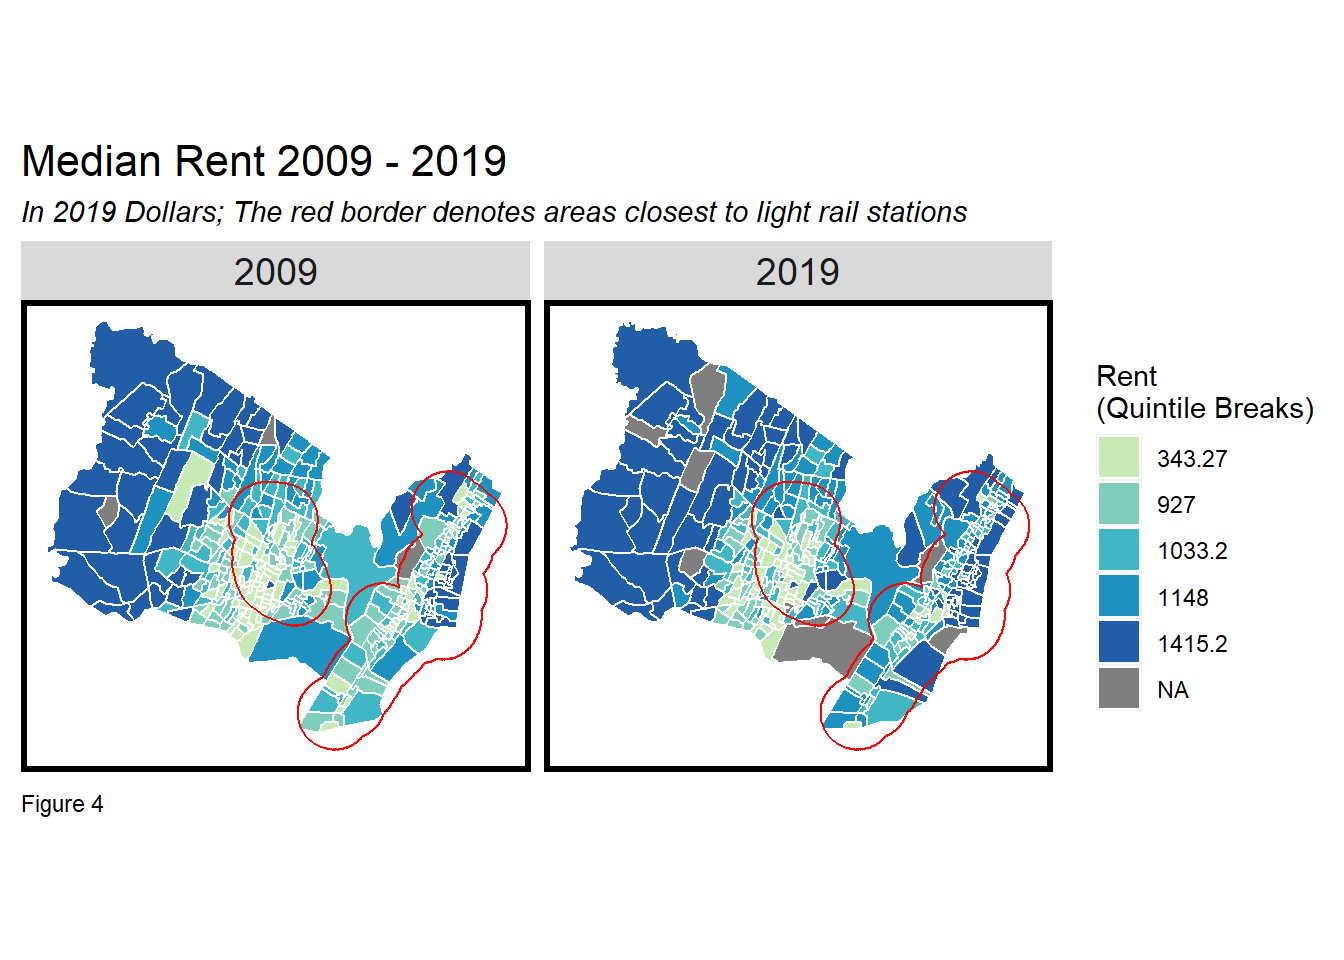 Median Rent 2009 - 2019
In 2019 Dollars; The red border denotes areas closest to light rail stations
2009
2019
Rent
(Quintile Breaks)
343.27
927
1033.2
1148
1415.2
NA
Figure 4